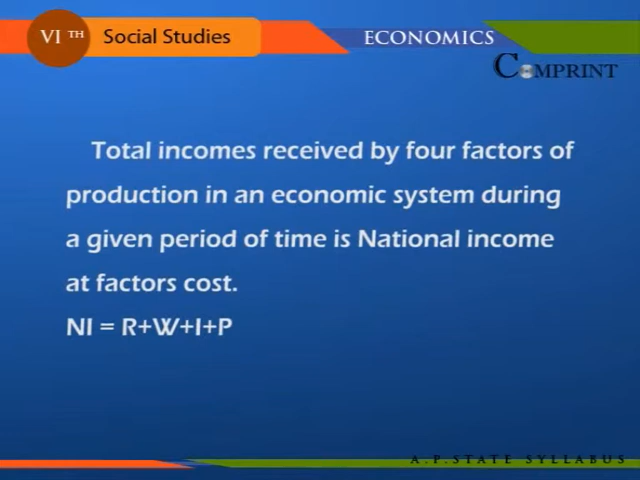 VI TH Social Studies
ECONOMICS
COMPRINT
Total incomes received by four factors of
production in an economic system during
a given period of time is National income
at factors cost.
NI = R+W+I+P
A.P.STATE SYLLABUS